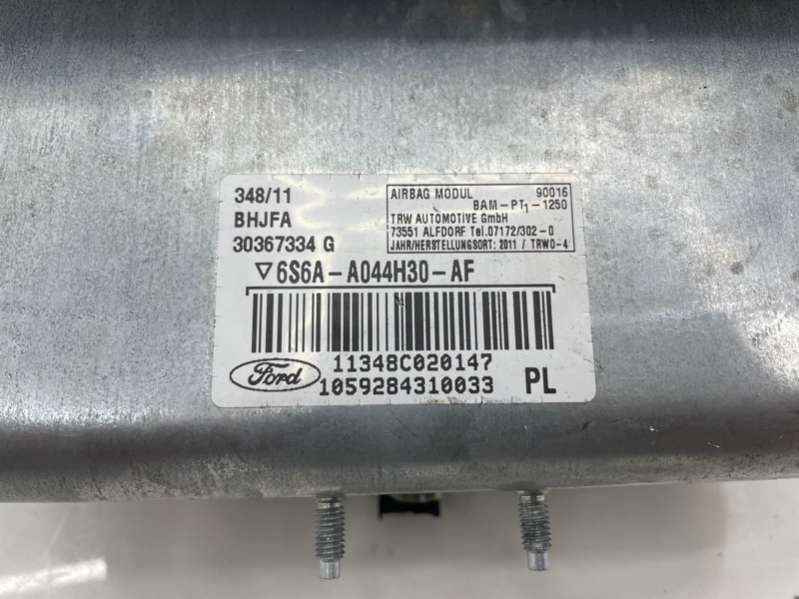 348/11
BHJFA
30367334 G
AIRBAG MODUL 90016
BAM-PT1-1250
TRW AUTOMOTIVE GmbH
73551 ALFDORF Tel.07172/302-0
JAHR/HERSTELLUNGSORT: 2011 / TRWO-4
▽6S6A-A044H30-AF
11348C020147
Ford
1059284310033 PL